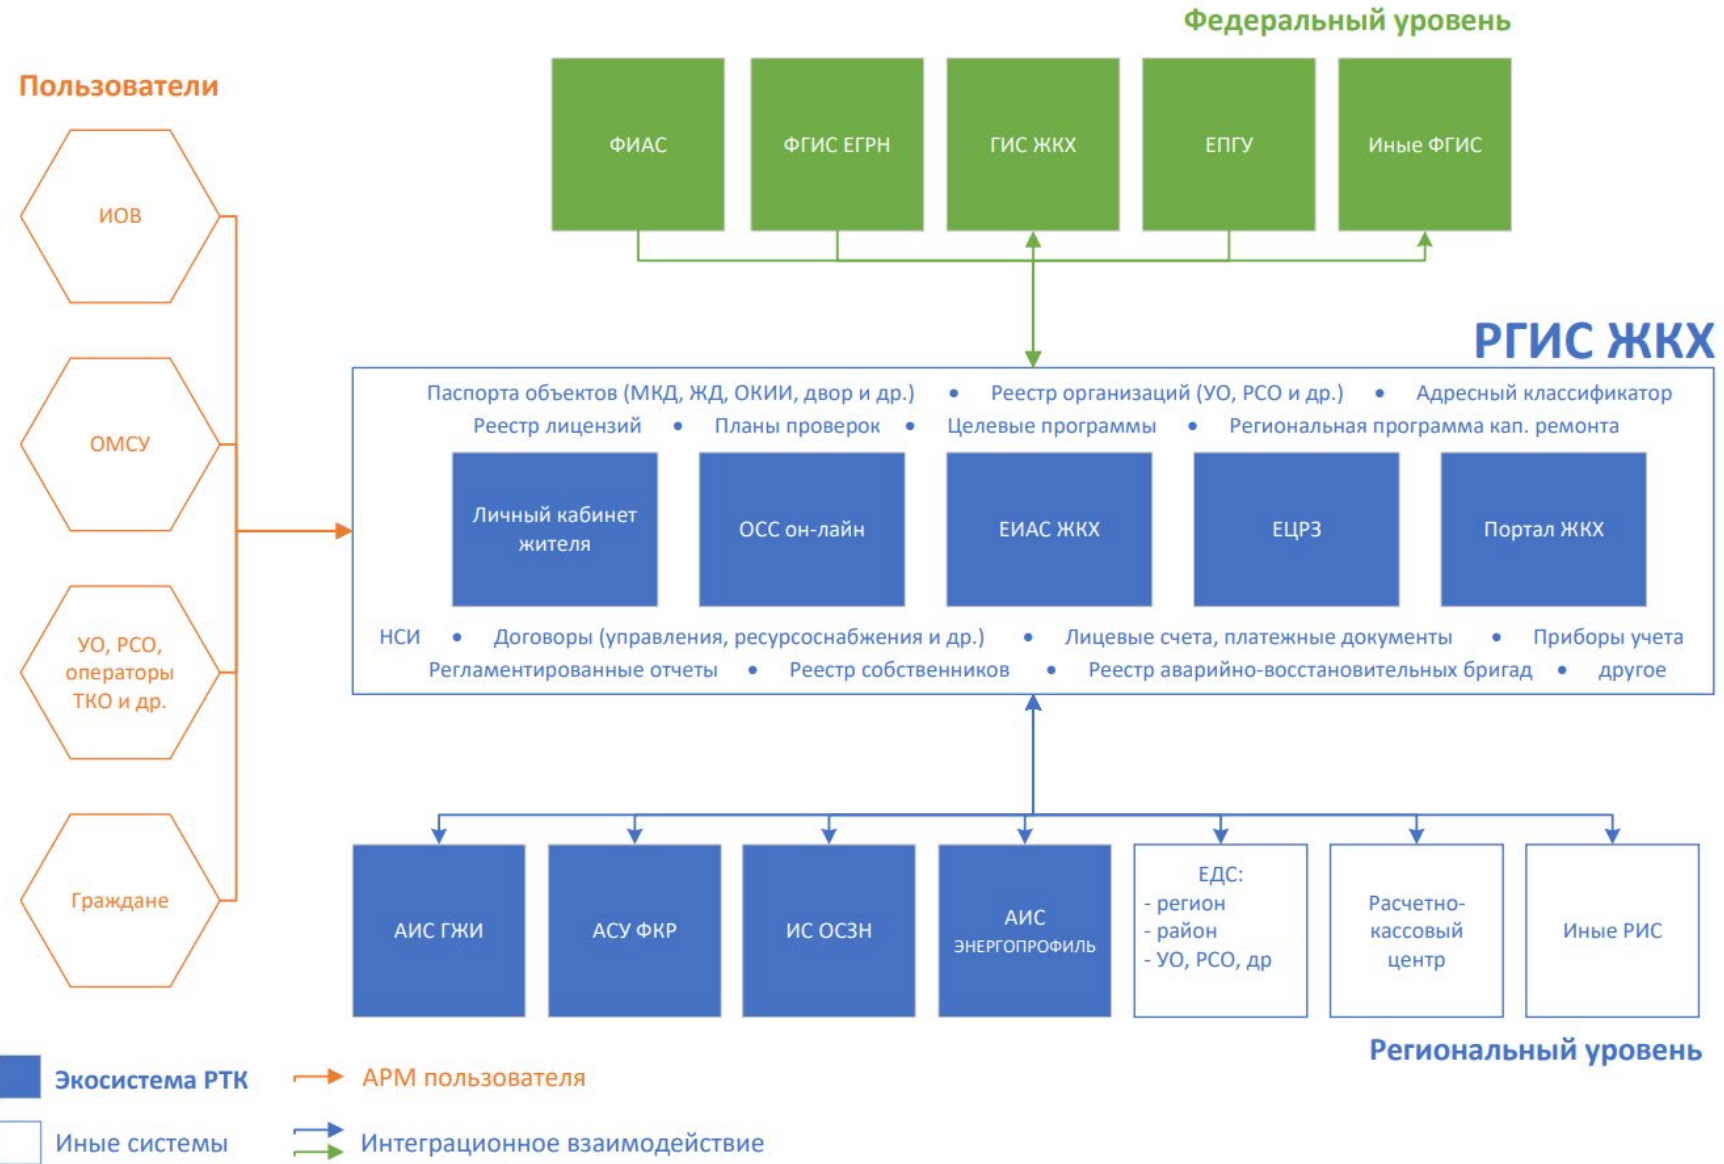 Федеральный уровень
Пользователи
ФИАС
ФГИС ЕГРН
ГИС ЖКХ
ЕПГУ
Иные ФГИС
ИОВ
ОМСУ
УО, РСО,
операторы
ТКО и др.
Граждане
РГИС ЖКХ
Паспорта объектов (МКД, ЖД, ОКИИ, двор и др.) • Реестр организаций (УО, РСО и др.) • Адресный классификатор
Реестр лицензий • Планы проверок • Целевые программы • Региональная программа кап. ремонта
Личный кабинет
жителя
ОСС он-лайн
ЕИАС ЖКХ
ЕЦРЗ
Портал ЖКХ
НСИ • Договоры (управления, ресурсоснабжения и др.) • Лицевые счета, платежные документы • Приборы учета
Регламентированные отчеты • Реестр собственников • Реестр аварийно-восстановительных бригад • другое
АИС ГЖИ
АСУ ФКР
ИС ОСЗН
АИС
ЭНЕРГОПРОФИЛЬ
ЕДС:
- регион
- район
- УО, РСО, др
Расчетно-
кассовый
центр
Иные РИС
Региональный уровень
Экосистема РТК
АРМ пользователя
Иные системы
Интеграционное взаимодействие